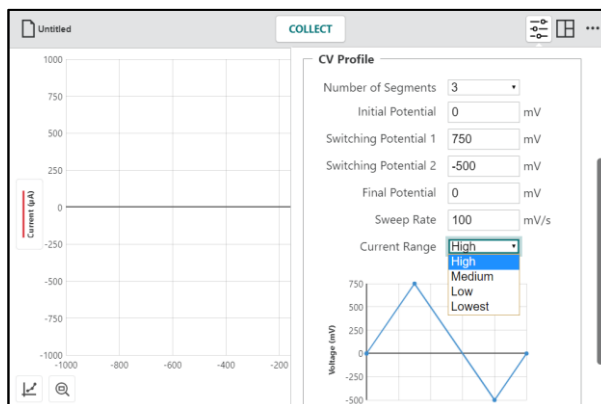 Untitled
COLLECT
1000
750
500
250
0
-250
-500
-750
-1000
-1000 -800 -600 -400 -200
Current (µA)
CV Profile
Number of Segments 3
Initial Potential 0 mV
Switching Potential 1 750 mV
Switching Potential 2 -500 mV
Final Potential 0 mV
Sweep Rate 100 mV/s
Current Range High
High
Medium
Low
Lowest
Voltage (mV)
750
500
250
0
-250
-500